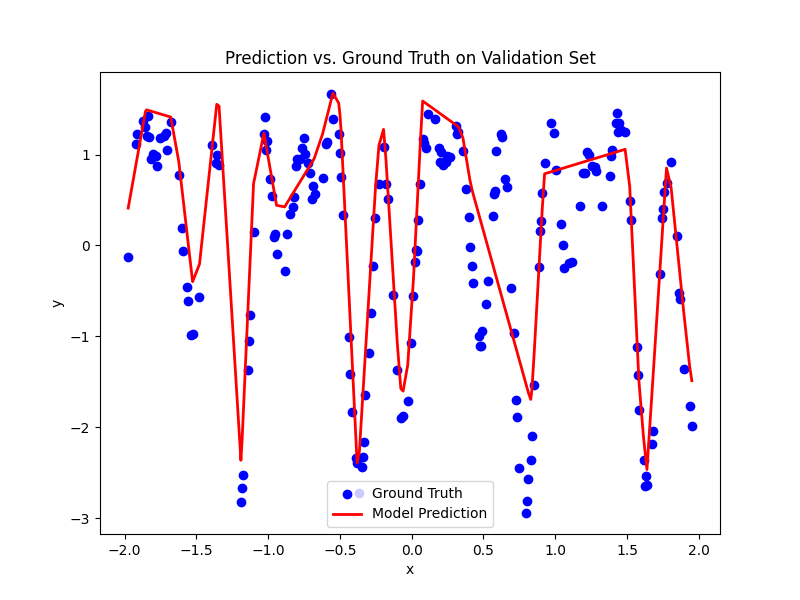 Prediction vs. Ground Truth on Validation Set
y
1
0
−1
−2
−3
Ground Truth
Model Prediction
−2.0 −1.5 −1.0 −0.5 0.0 0.5 1.0 1.5 2.0
x